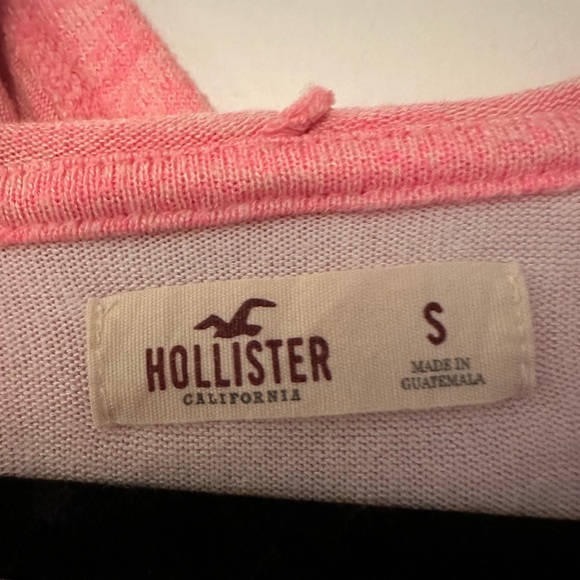 HOLLISTER
CALIFORNIA
S
MADE IN
GUATEMALA